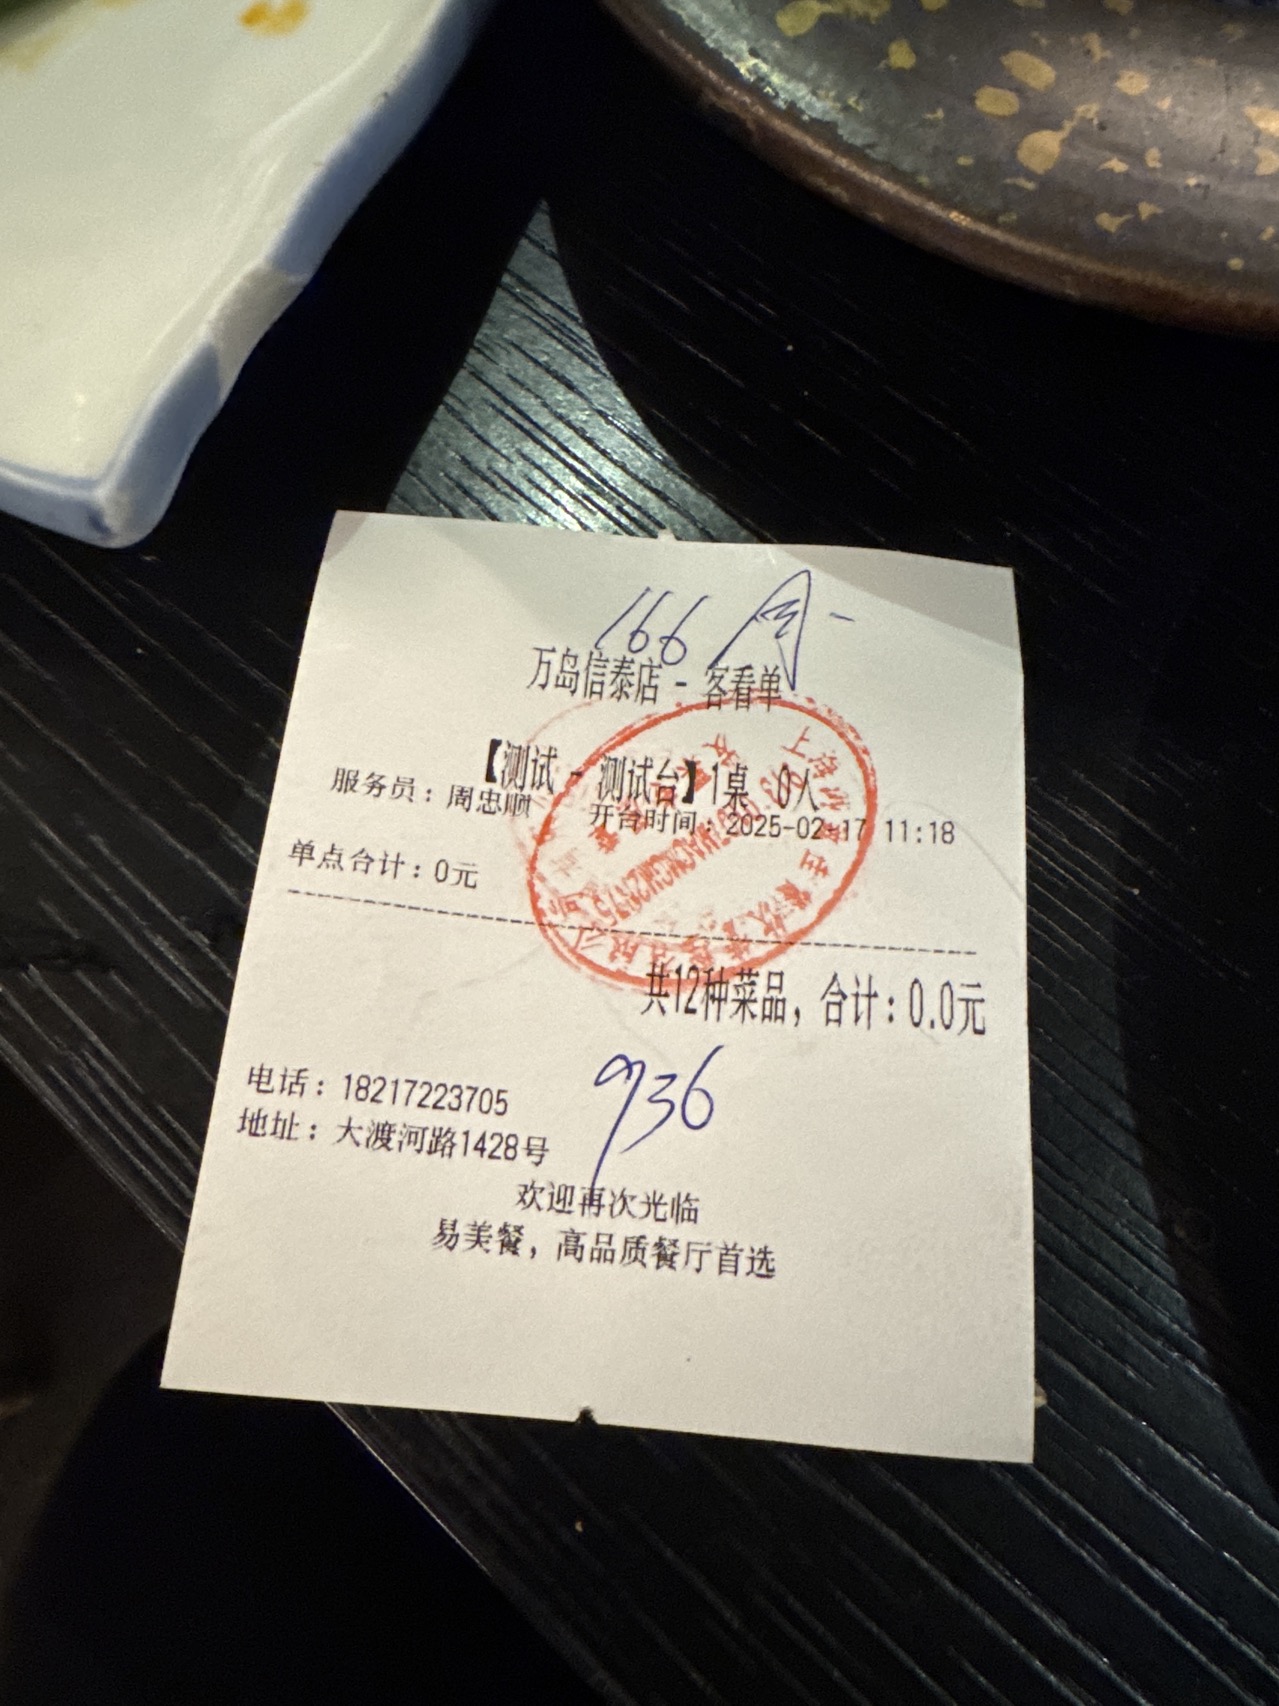 166
万岛信泰店 - 客看单
【测试 - 测试台】1桌 0人
服务员：周忠顺 开台时间：2025-02-17 11:18
单点合计：0元
共12种菜品，合计：0.0元
936
电话：18217223705
地址：大渡河路1428号
欢迎再次光临
易美餐，高品质餐厅首选